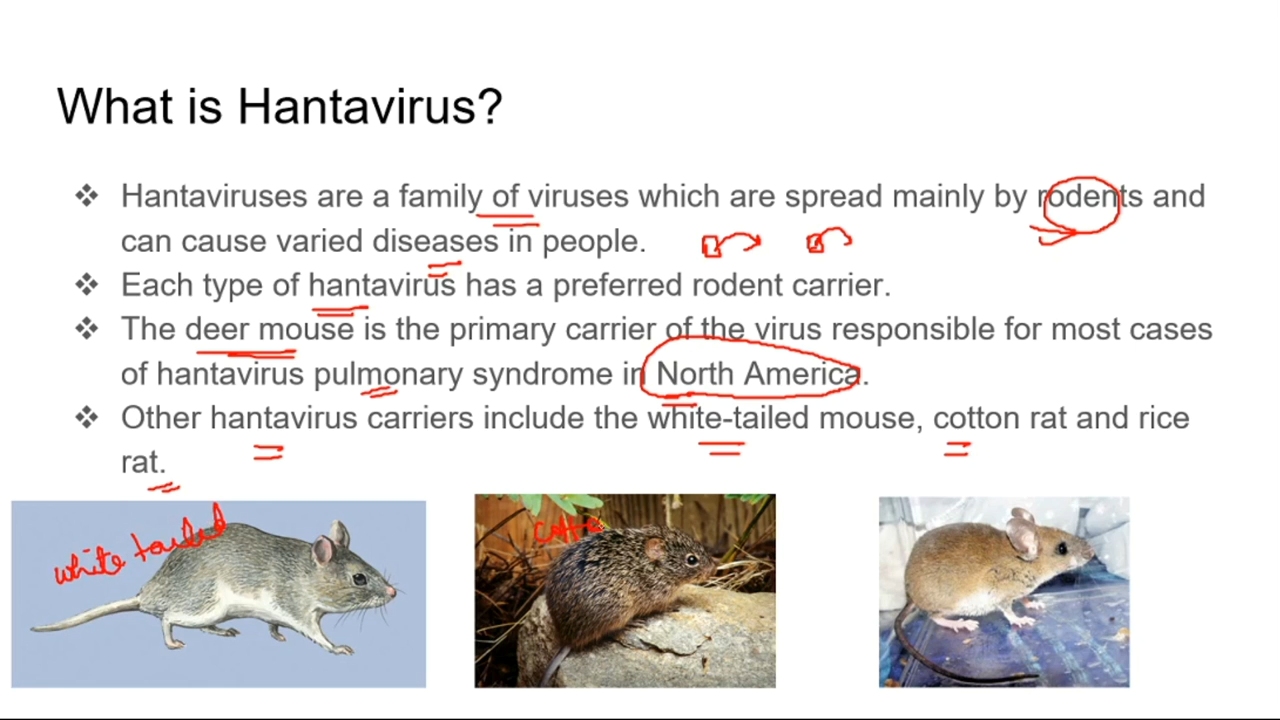 What is Hantavirus?
❖ Hantaviruses are a family of viruses which are spread mainly by rodents and
can cause varied diseases in people.
❖ Each type of hantavirus has a preferred rodent carrier.
❖ The deer mouse is the primary carrier of the virus responsible for most cases
of hantavirus pulmonary syndrome in North America.
❖ Other hantavirus carriers include the white-tailed mouse, cotton rat and rice
rat.
white tailed